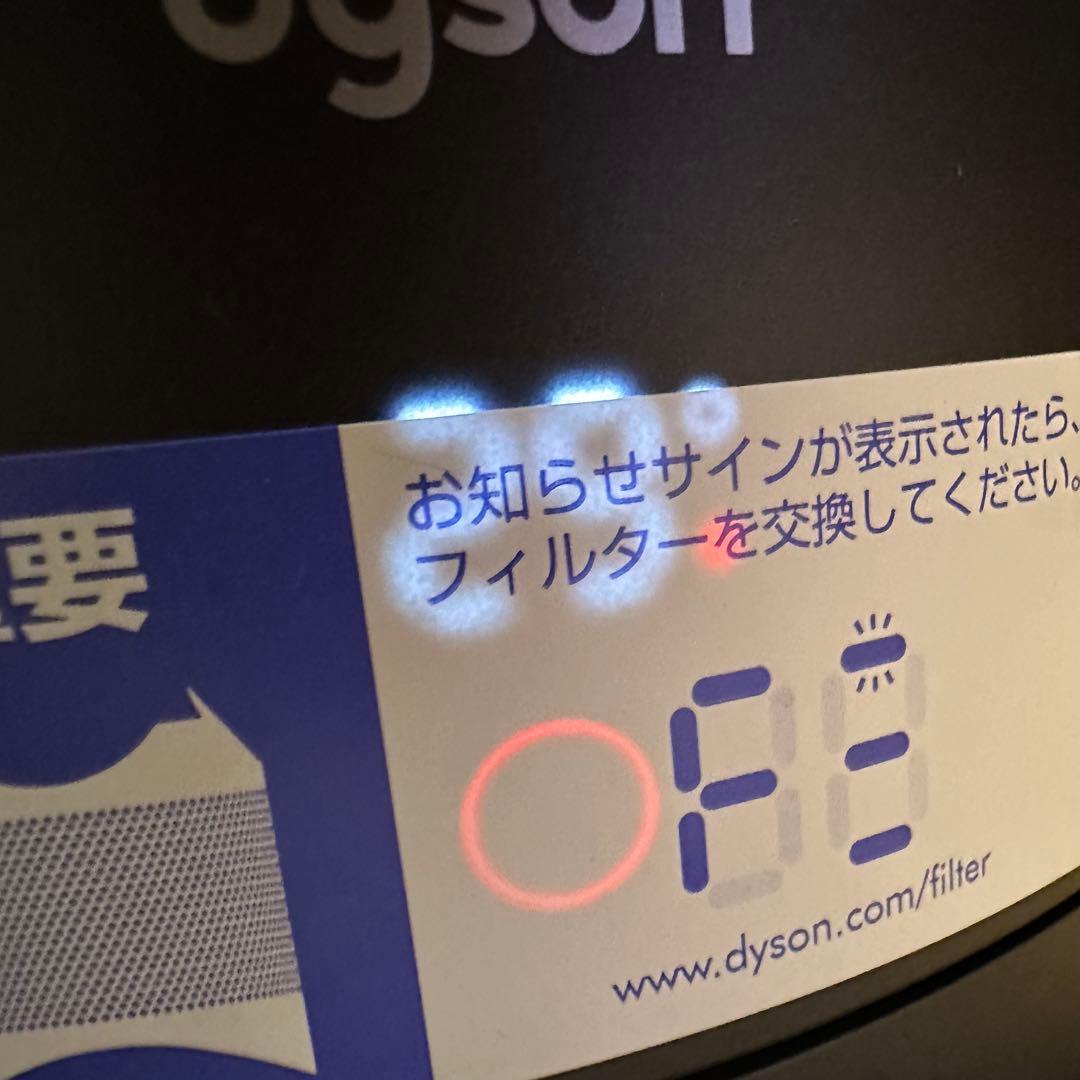 dyson
お知らせサインが表示されたら、
フィルターを交換してください。
要
F
www.dyson.com/filter